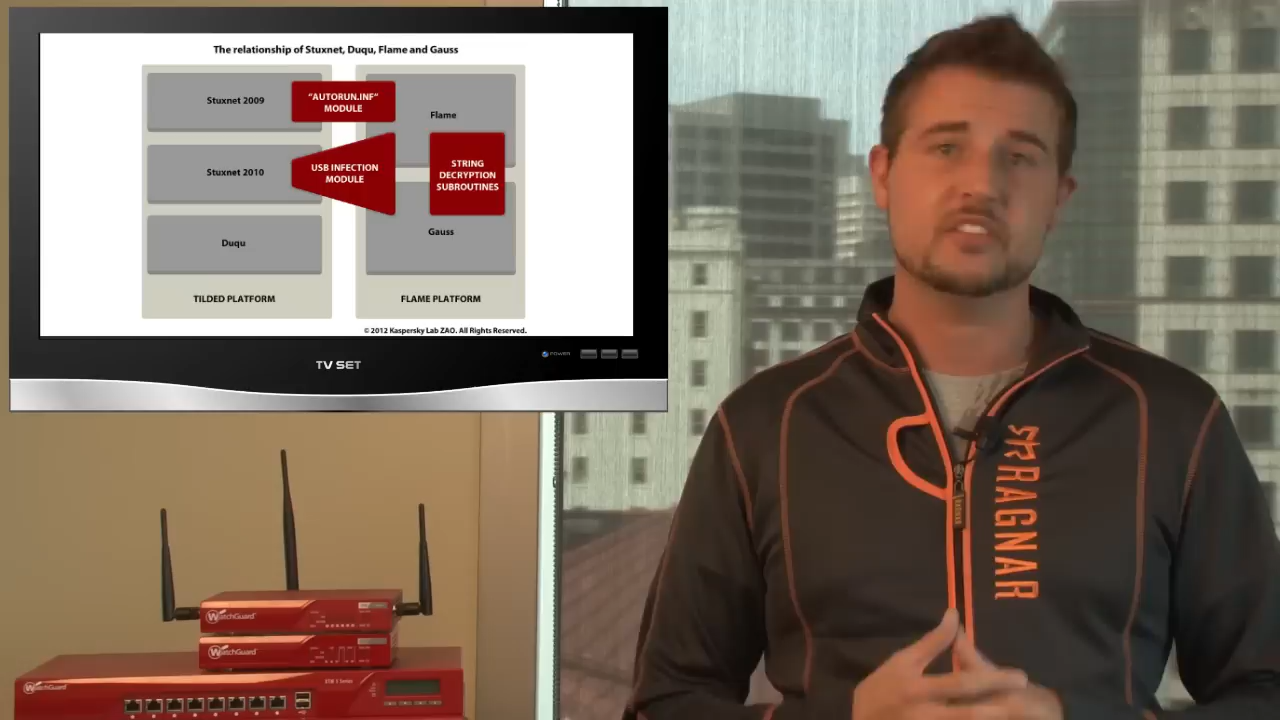 The relationship of Stuxnet, Duqu, Flame and Gauss
Stuxnet 2009
"AUTORUN.INF"
MODULE
Flame
Stuxnet 2010
USB INFECTION
MODULE
STRING
DECRYPTION
SUBROUTINES
Duqu
Gauss
TILDED PLATFORM
FLAME PLATFORM
© 2012 Kaspersky Lab ZAO. All Rights Reserved.
POWER
TV SET
RAGNAR
WatchGuard
WatchGuard
WatchGuard